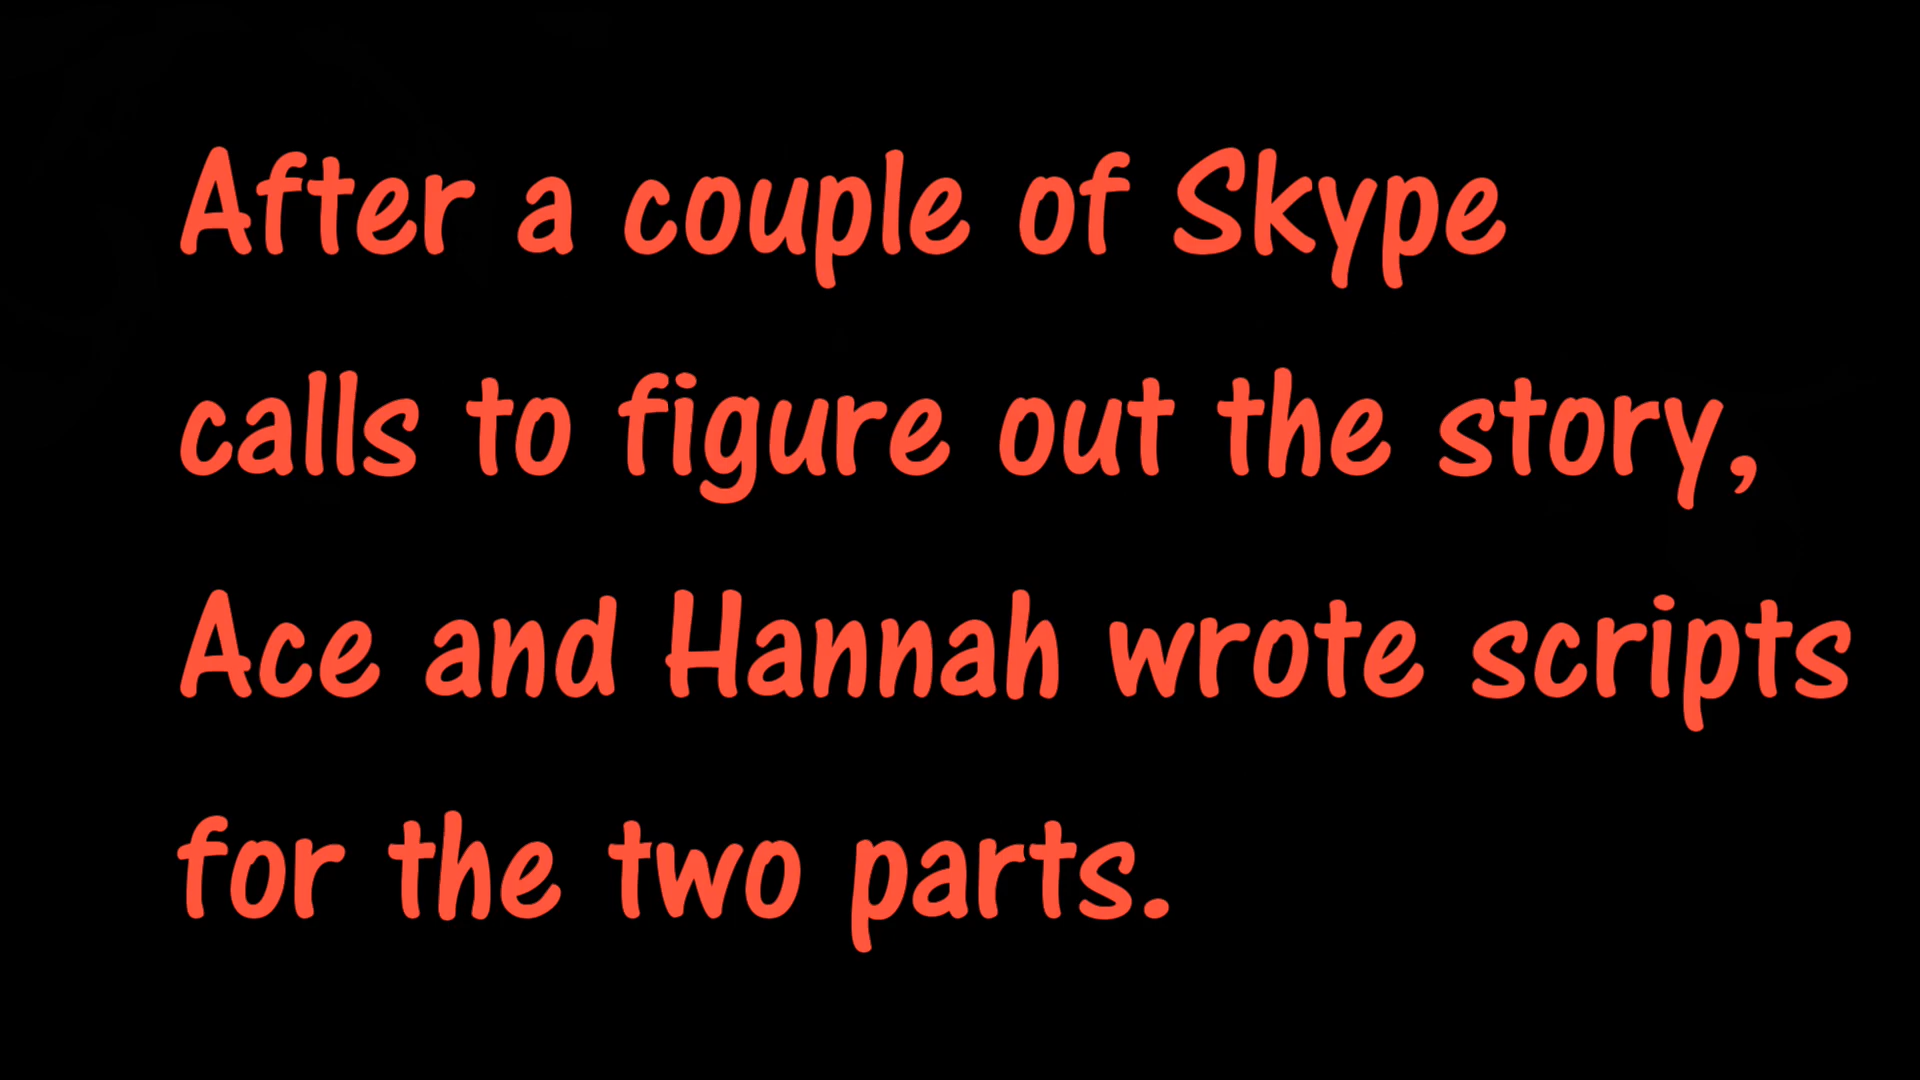 After a couple of Skype
calls to figure out the story,
Ace and Hannah wrote scripts
for the two parts.